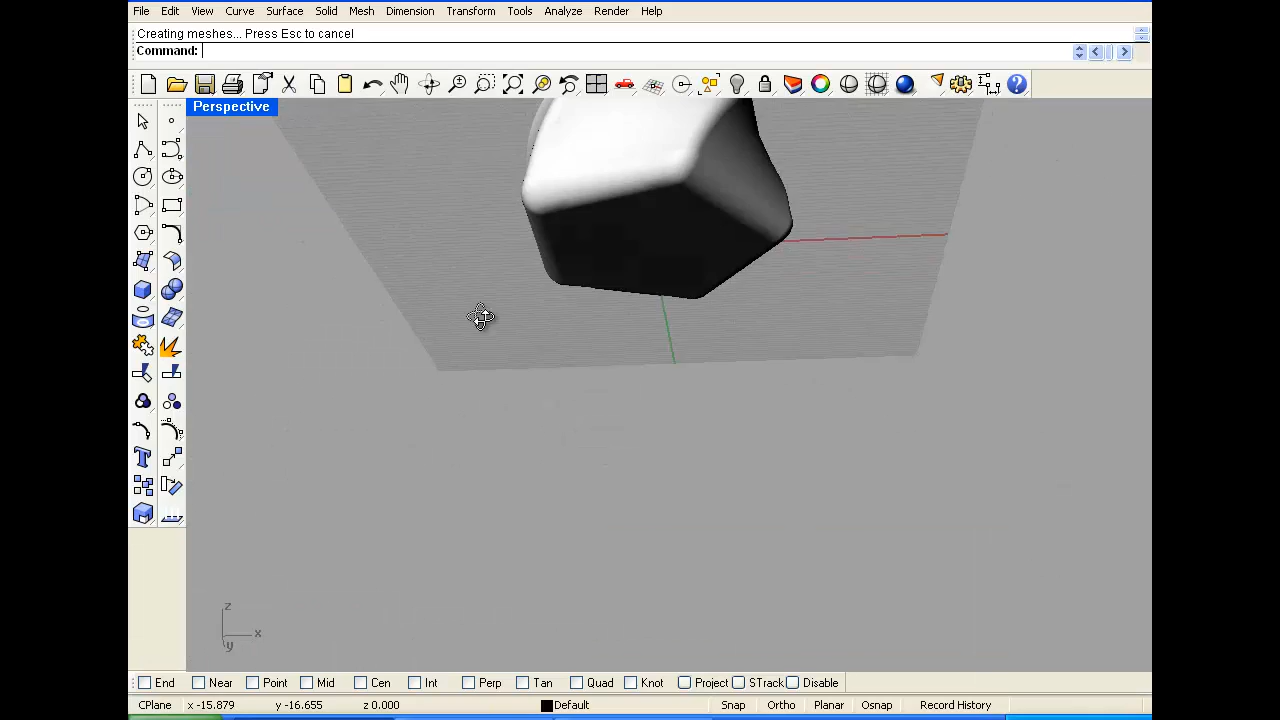 File Edit View Curve Surface Solid Mesh Dimension Transform Tools Analyze Render Help
Creating meshes... Press Esc to cancel
Command:
Perspective
z
x
y
End Near Point Mid Cen Int Perp Tan Quad Knot Project STrack Disable
CPlane x -15.879 y -16.655 z 0.000 Default Snap Ortho Planar Osnap Record History